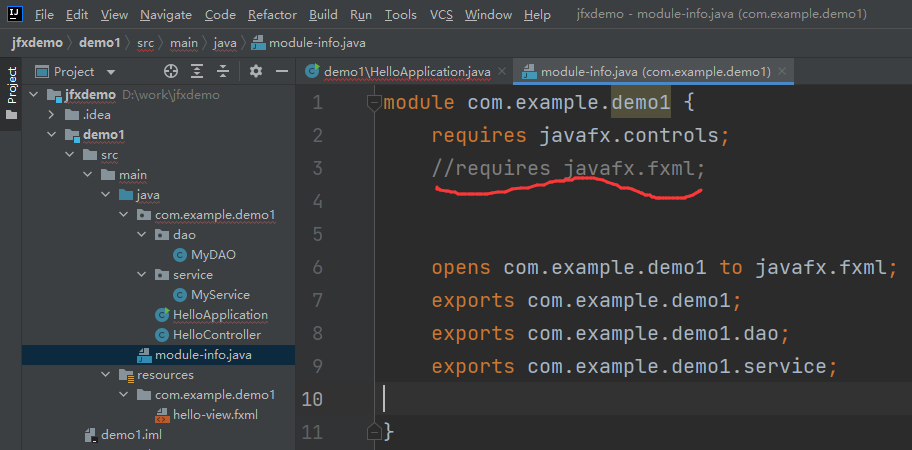 File Edit View Navigate Code Refactor Build Run Tools VCS Window Help jfxdemo - module-info.java (com.example.demo1)
jfxdemo demo1 src main java module-info.java
Project
Project
demo1\HelloApplication.java module-info.java (com.example.demo1)
jfxdemo D:\work\jfxdemo
.idea
demo1
src
main
java
com.example.demo1
dao
MyDAO
service
MyService
HelloApplication
HelloController
module-info.java
resources
com.example.demo1
hello-view.fxml
demo1.iml
1 module com.example.demo1 {
2 requires javafx.controls;
3 //requires javafx.fxml;
4
5
6 opens com.example.demo1 to javafx.fxml;
7 exports com.example.demo1;
8 exports com.example.demo1.dao;
9 exports com.example.demo1.service;
10
11 }